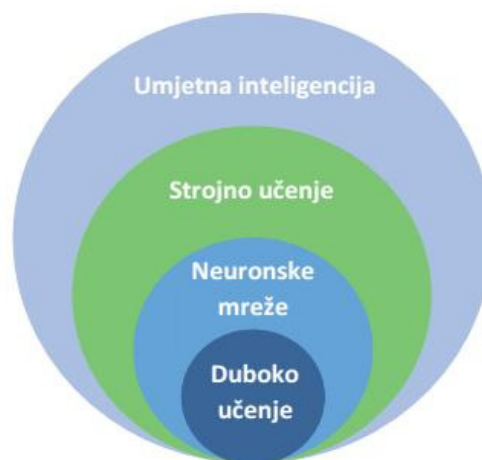 Umjetna inteligencija
Strojno učenje
Neuronske
mreže
Duboko
učenje